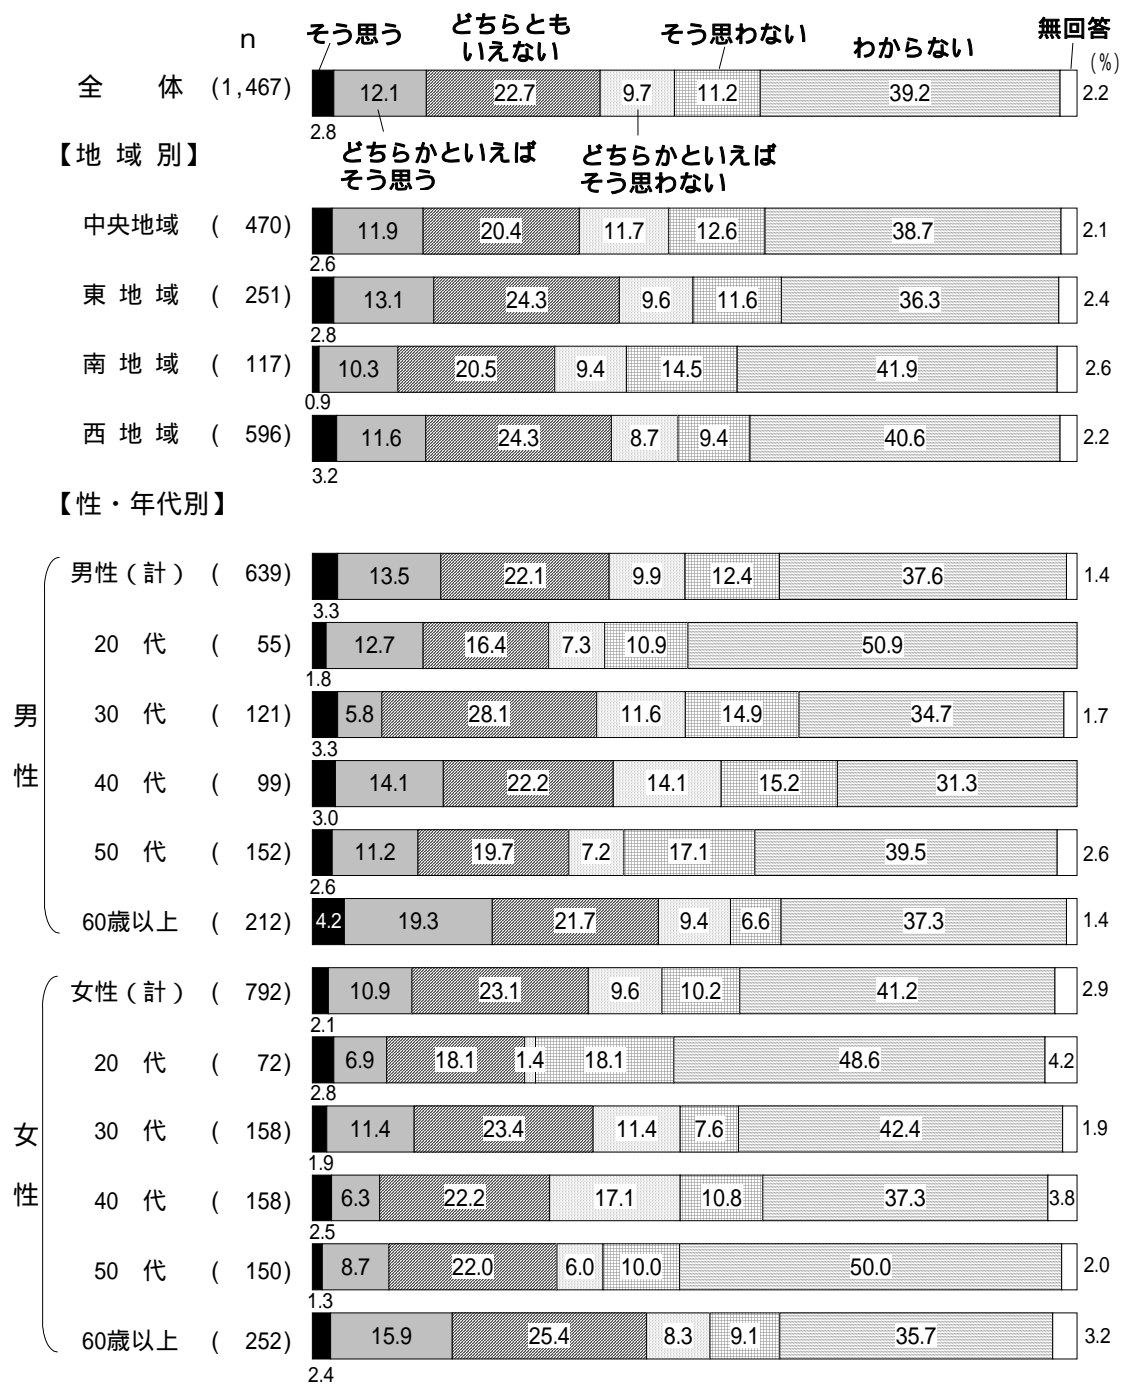 n そう思う どちらとも いえない そう思わない わからない 無回答
(%)
全 体 (1,467) 12.1 22.7 9.7 11.2 39.2 2.2
2.8
【地 域 別】 どちらかといえば そう思う どちらかといえば そう思わない
中央地域 ( 470) 11.9 20.4 11.7 12.6 38.7 2.1
2.6
東 地 域 ( 251) 13.1 24.3 9.6 11.6 36.3 2.4
2.8
南 地 域 ( 117) 10.3 20.5 9.4 14.5 41.9 2.6
0.9
西 地 域 ( 596) 11.6 24.3 8.7 9.4 40.6 2.2
3.2
【性・年代別】
男性(計) ( 639) 13.5 22.1 9.9 12.4 37.6 1.4
3.3
20 代 ( 55) 12.7 16.4 7.3 10.9 50.9
1.8
男性
30 代 ( 121) 5.8 28.1 11.6 14.9 34.7 1.7
3.3
40 代 ( 99) 14.1 22.2 14.1 15.2 31.3
3.0
50 代 ( 152) 11.2 19.7 7.2 17.1 39.5 2.6
2.6
60歳以上 ( 212) 4.2 19.3 21.7 9.4 6.6 37.3 1.4
女性(計) ( 792) 10.9 23.1 9.6 10.2 41.2 2.9
2.1
20 代 ( 72) 6.9 18.1 1.4 18.1 48.6 4.2
2.8
女性
30 代 ( 158) 11.4 23.4 11.4 7.6 42.4 1.9
1.9
40 代 ( 158) 6.3 22.2 17.1 10.8 37.3 3.8
2.5
50 代 ( 150) 8.7 22.0 6.0 10.0 50.0 2.0
1.3
60歳以上 ( 252) 15.9 25.4 8.3 9.1 35.7 3.2
2.4